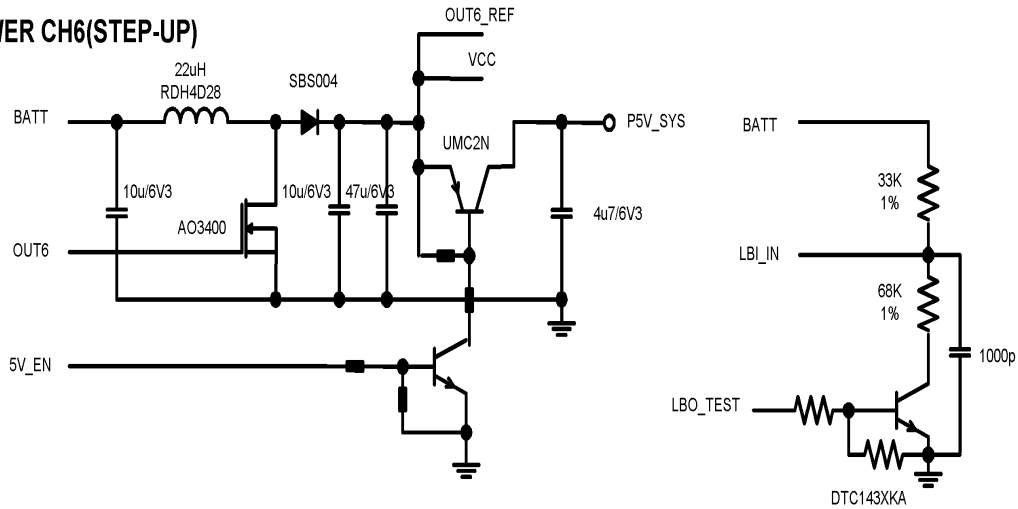 WER CH6(STEP-UP)
OUT6_REF
VCC
22uH
RDH4D28
SBS004
BATT
P5V_SYS
UMC2N
10u/6V3
10u/6V3
47u/6V3
4u7/6V3
AO3400
OUT6
5V_EN
BATT
33K
1%
LBI_IN
68K
1%
1000p
LBO_TEST
DTC143XKA